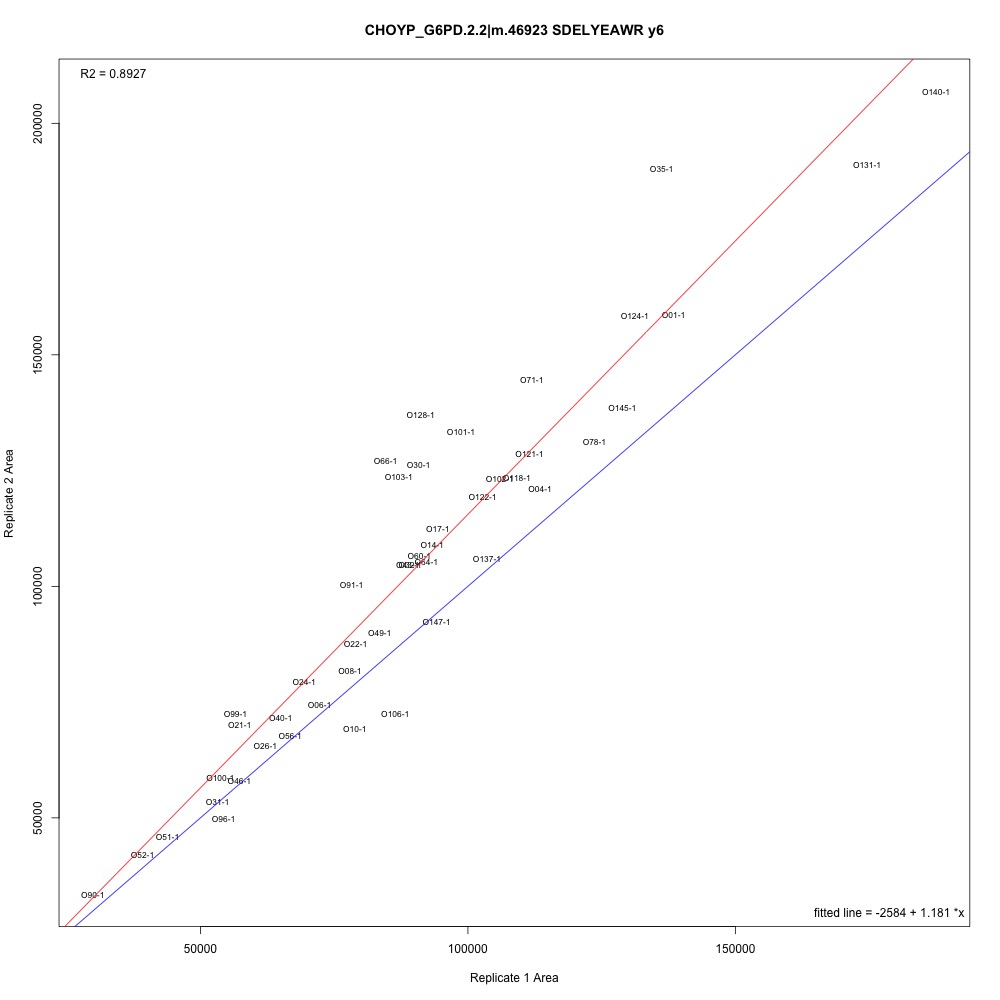 CHOYP_G6PD.2.2|m.46923 SDELYEAWR y6
R2 = 0.8927
O140-1
O131-1
O35-1
O124-1
O01-1
O71-1
O145-1
O128-1
O101-1
O78-1
O121-1
O66-1
O30-1
O103-1
O102-1
O118-1
O04-1
O122-1
O17-1
O14-1
O60-1
O137-1
O64-1
O91-1
O147-1
O49-1
O22-1
O08-1
O24-1
O06-1
O99-1
O40-1
O106-1
O21-1
O10-1
O56-1
O26-1
O100-1
O46-1
O31-1
O96-1
O51-1
O52-1
O90-1
fitted line = -2584 + 1.181 *x
200000
150000
100000
50000
Replicate 2 Area
50000 100000 150000
Replicate 1 Area